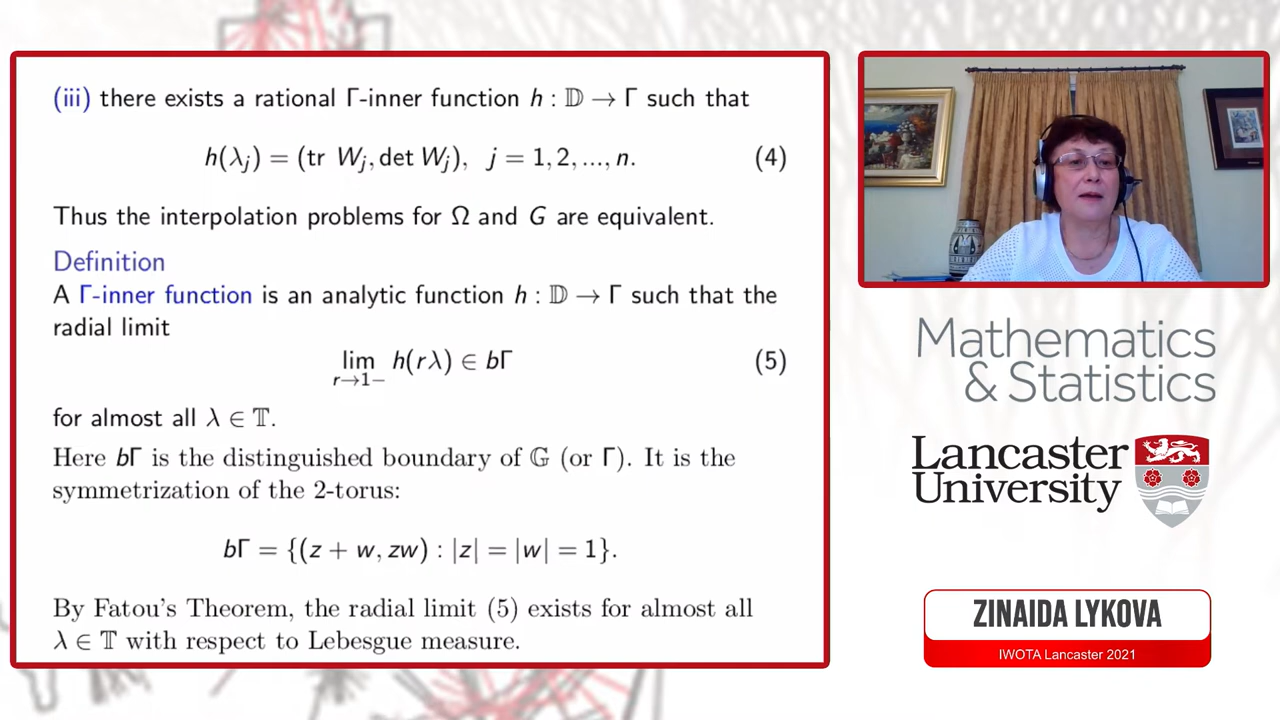 (iii) there exists a rational Γ-inner function h : 𝔻 → Γ such that
h(λⱼ) = (tr Wⱼ, det Wⱼ), j = 1, 2, ..., n. (4)
Thus the interpolation problems for Ω and G are equivalent.
Definition
A Γ-inner function is an analytic function h : 𝔻 → Γ such that the
radial limit
lim h(rλ) ∈ bΓ (5)
r→1−
for almost all λ ∈ 𝕋.
Here bΓ is the distinguished boundary of 𝔾 (or Γ). It is the
symmetrization of the 2-torus:
bΓ = {(z + w, zw) : |z| = |w| = 1}.
By Fatou's Theorem, the radial limit (5) exists for almost all
λ ∈ 𝕋 with respect to Lebesgue measure.
Mathematics
& Statistics
Lancaster
University
ZINAIDA LYKOVA
IWOTA Lancaster 2021